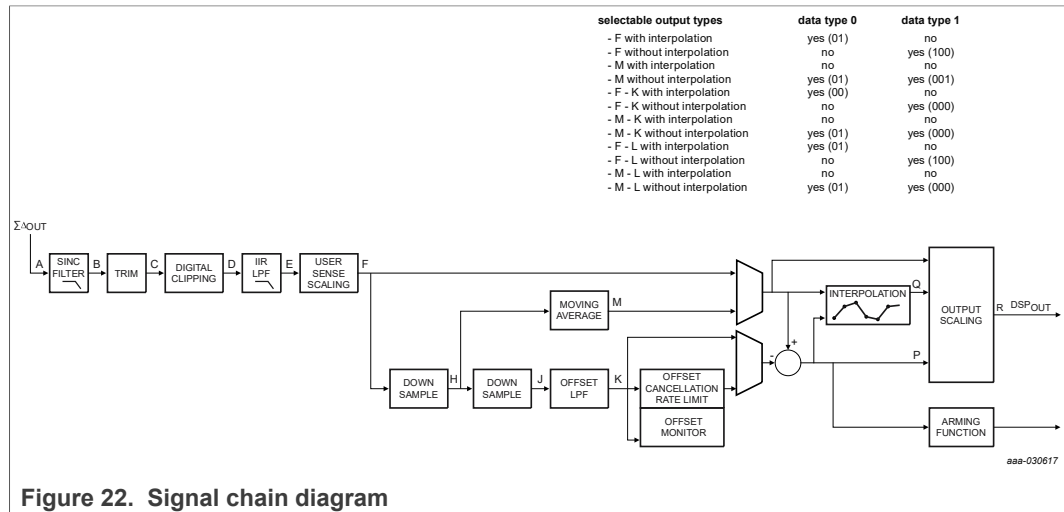 selectable output types data type 0 data type 1
- F with interpolation yes (01) no
- F without interpolation no yes (100)
- M with interpolation no no
- M without interpolation yes (01) yes (001)
- F - K with interpolation yes (00) no
- F - K without interpolation no yes (000)
- M - K with interpolation no no
- M - K without interpolation yes (01) yes (000)
- F - L with interpolation yes (01) no
- F - L without interpolation no yes (100)
- M - L with interpolation no no
- M - L without interpolation yes (01) yes (000)
ΣΔOUT
A
SINC
FILTER
B
TRIM
C
DIGITAL
CLIPPING
D
IIR
LPF
E
USER
SENSE
SCALING
F
MOVING
AVERAGE
M
INTERPOLATION
Q
OUTPUT
SCALING
R
DSPOUT
+
-
P
DOWN
SAMPLE
H
DOWN
SAMPLE
J
OFFSET
LPF
K
OFFSET
CANCELLATION
RATE LIMIT
OFFSET
MONITOR
ARMING
FUNCTION
aaa-030617
Figure 22. Signal chain diagram